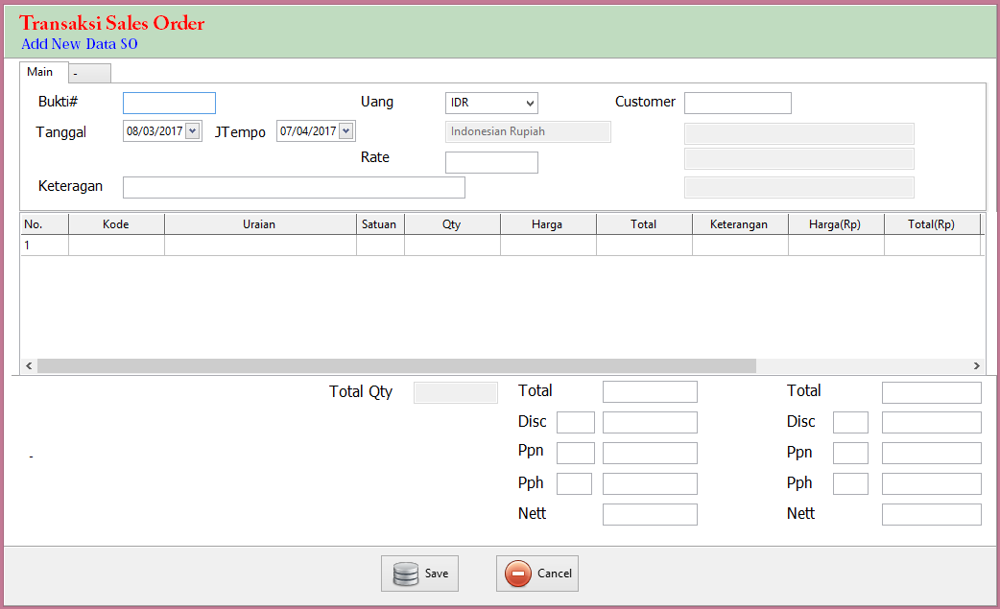 Transaksi Sales Order
Add New Data SO
Main -
Bukti# Uang IDR Customer
Tanggal 08/03/2017 JTempo 07/04/2017 Indonesian Rupiah
Rate
Keteragan
No. Kode Uraian Satuan Qty Harga Total Keterangan Harga(Rp) Total(Rp)
1
Total Qty Total Total
Disc Disc
Ppn Ppn
-
Pph Pph
Nett Nett
Save Cancel